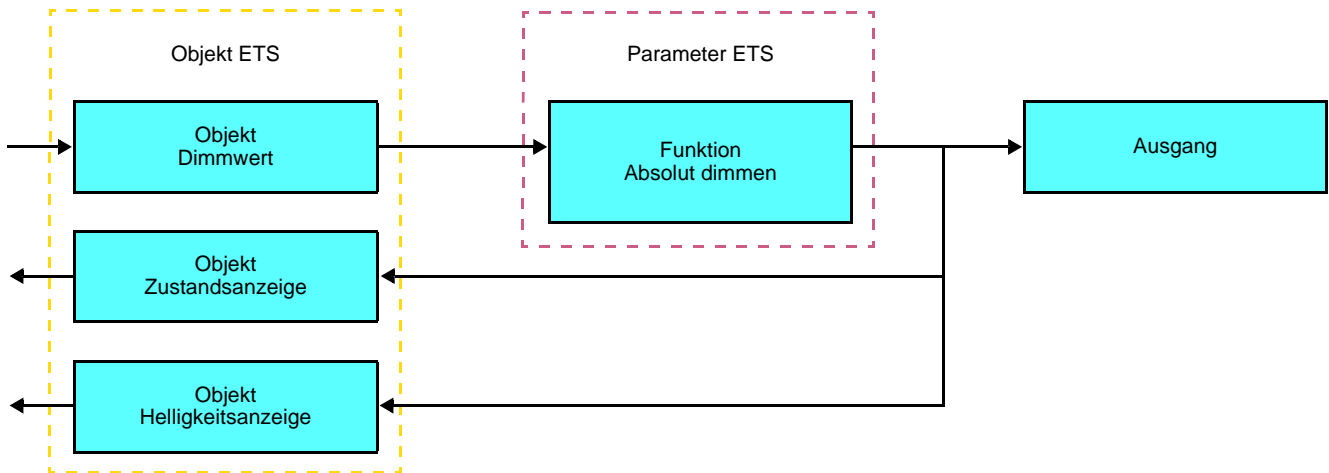 Objekt ETS
Parameter ETS
Objekt
Dimmwert
Funktion
Absolut dimmen
Ausgang
Objekt
Zustandsanzeige
Objekt
Helligkeitsanzeige